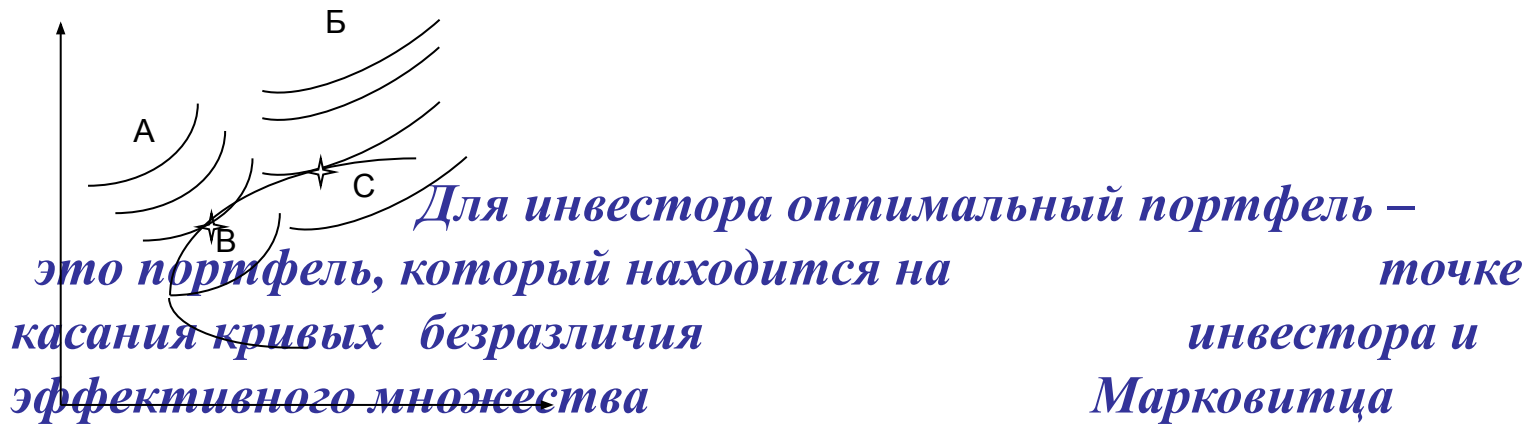 Б
А
С
Для инвестора оптимальный портфель –
В
это портфель, который находится на точке
касания кривых безразличия инвестора и
эффективного множества Марковитца